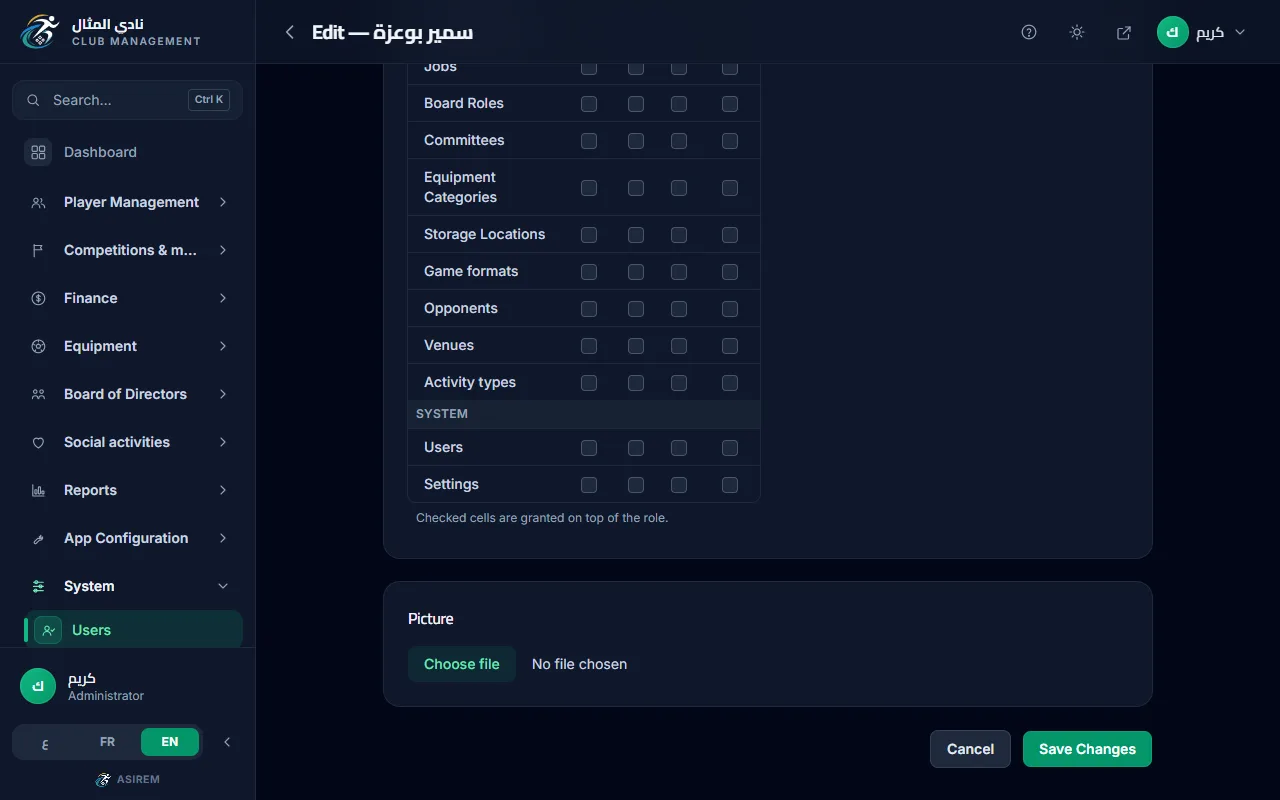 نادي المثال
CLUB MANAGEMENT
Search...
Ctrl K
Dashboard
Player Management
Competitions & m...
Finance
Equipment
Board of Directors
Social activities
Reports
App Configuration
System
Users
كريم
Administrator
ع
FR
EN
ASIREM
Edit — سمير بوعزة
ك
كريم
Jobs
Board Roles
Committees
Equipment
Categories
Storage Locations
Game formats
Opponents
Venues
Activity types
SYSTEM
Users
Settings
Checked cells are granted on top of the role.
Picture
Choose file
No file chosen
Cancel
Save Changes